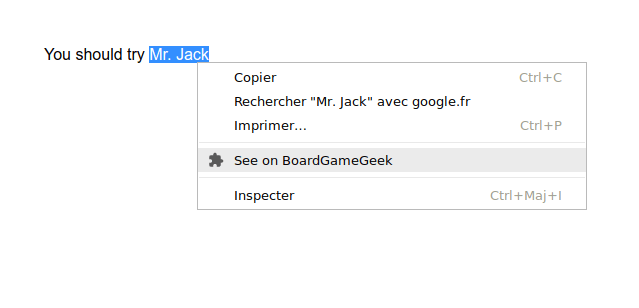 You should try Mr. Jack
Copier Ctrl+C
Rechercher "Mr. Jack" avec google.fr
Imprimer... Ctrl+P
See on BoardGameGeek
Inspecter Ctrl+Maj+I